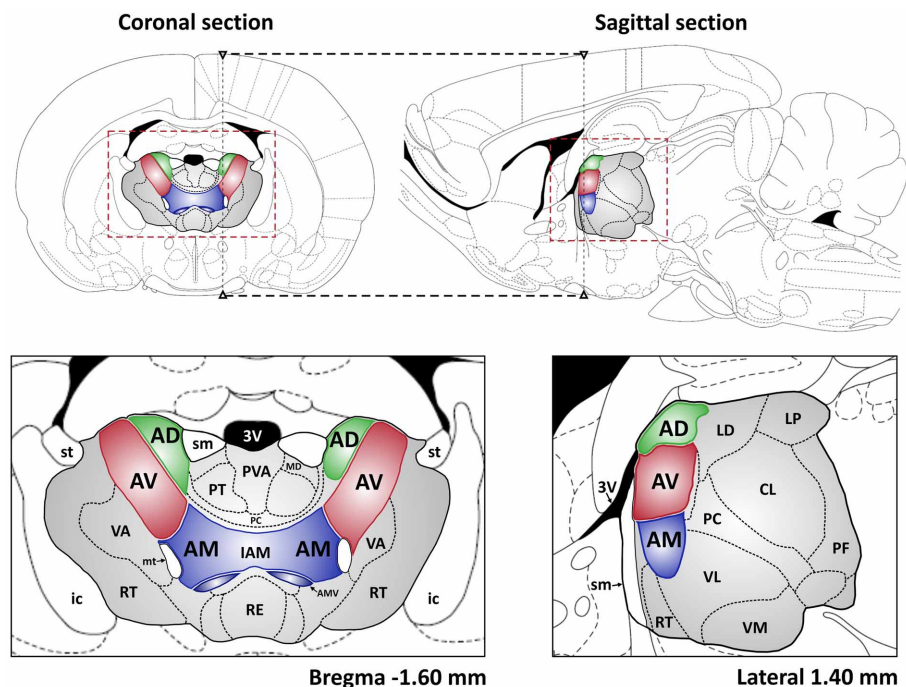 Coronal section
Sagittal section
AD
sm
3V
AD
st
st
AV
PVA
MD
AV
PT
PC
VA
AM
IAM
AM
VA
mt
RT
AMV
RT
ic
RE
ic
Bregma -1.60 mm
AD
LD
LP
3V
AV
CL
PC
AM
PF
sm
VL
RT
VM
Lateral 1.40 mm